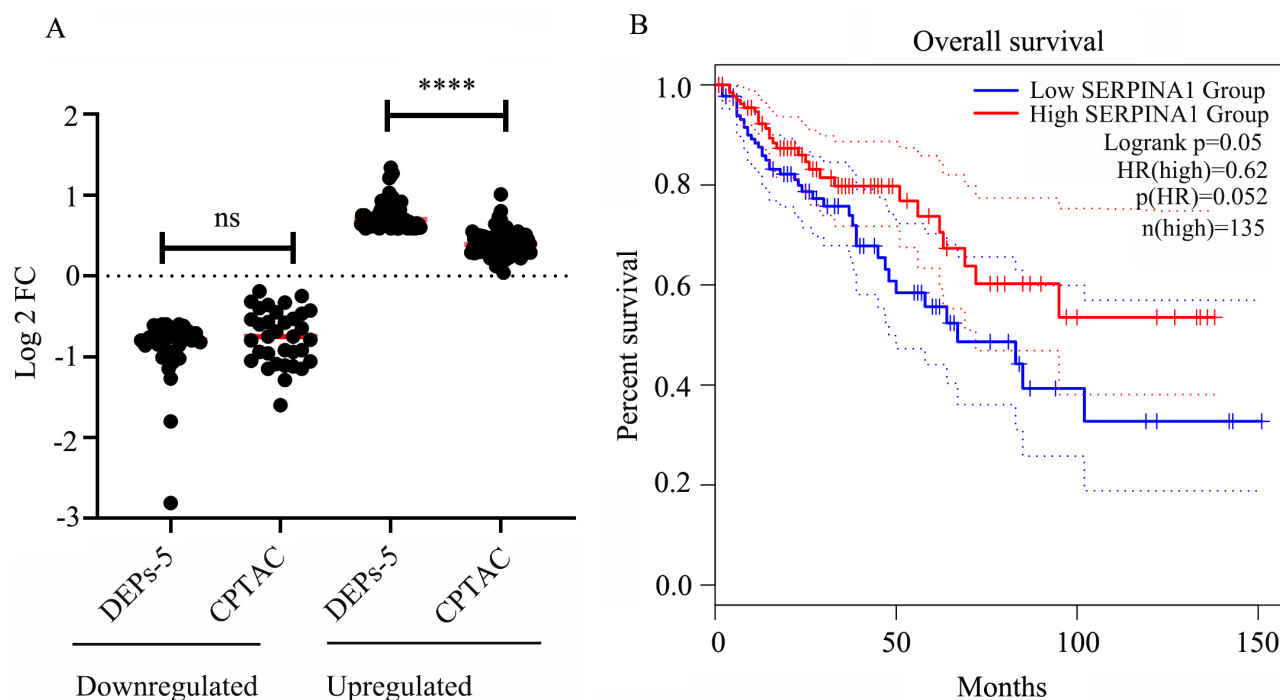 A
****
ns
Log 2 FC
2
1
0
-1
-2
-3
DEPs-5
CPTAC
DEPs-5
CPTAC
Downregulated
Upregulated
B
Overall survival
Low SERPINA1 Group
High SERPINA1 Group
Logrank p=0.05
HR(high)=0.62
p(HR)=0.052
n(high)=135
Percent survival
1.0
0.8
0.6
0.4
0.2
0.0
0
50
100
150
Months